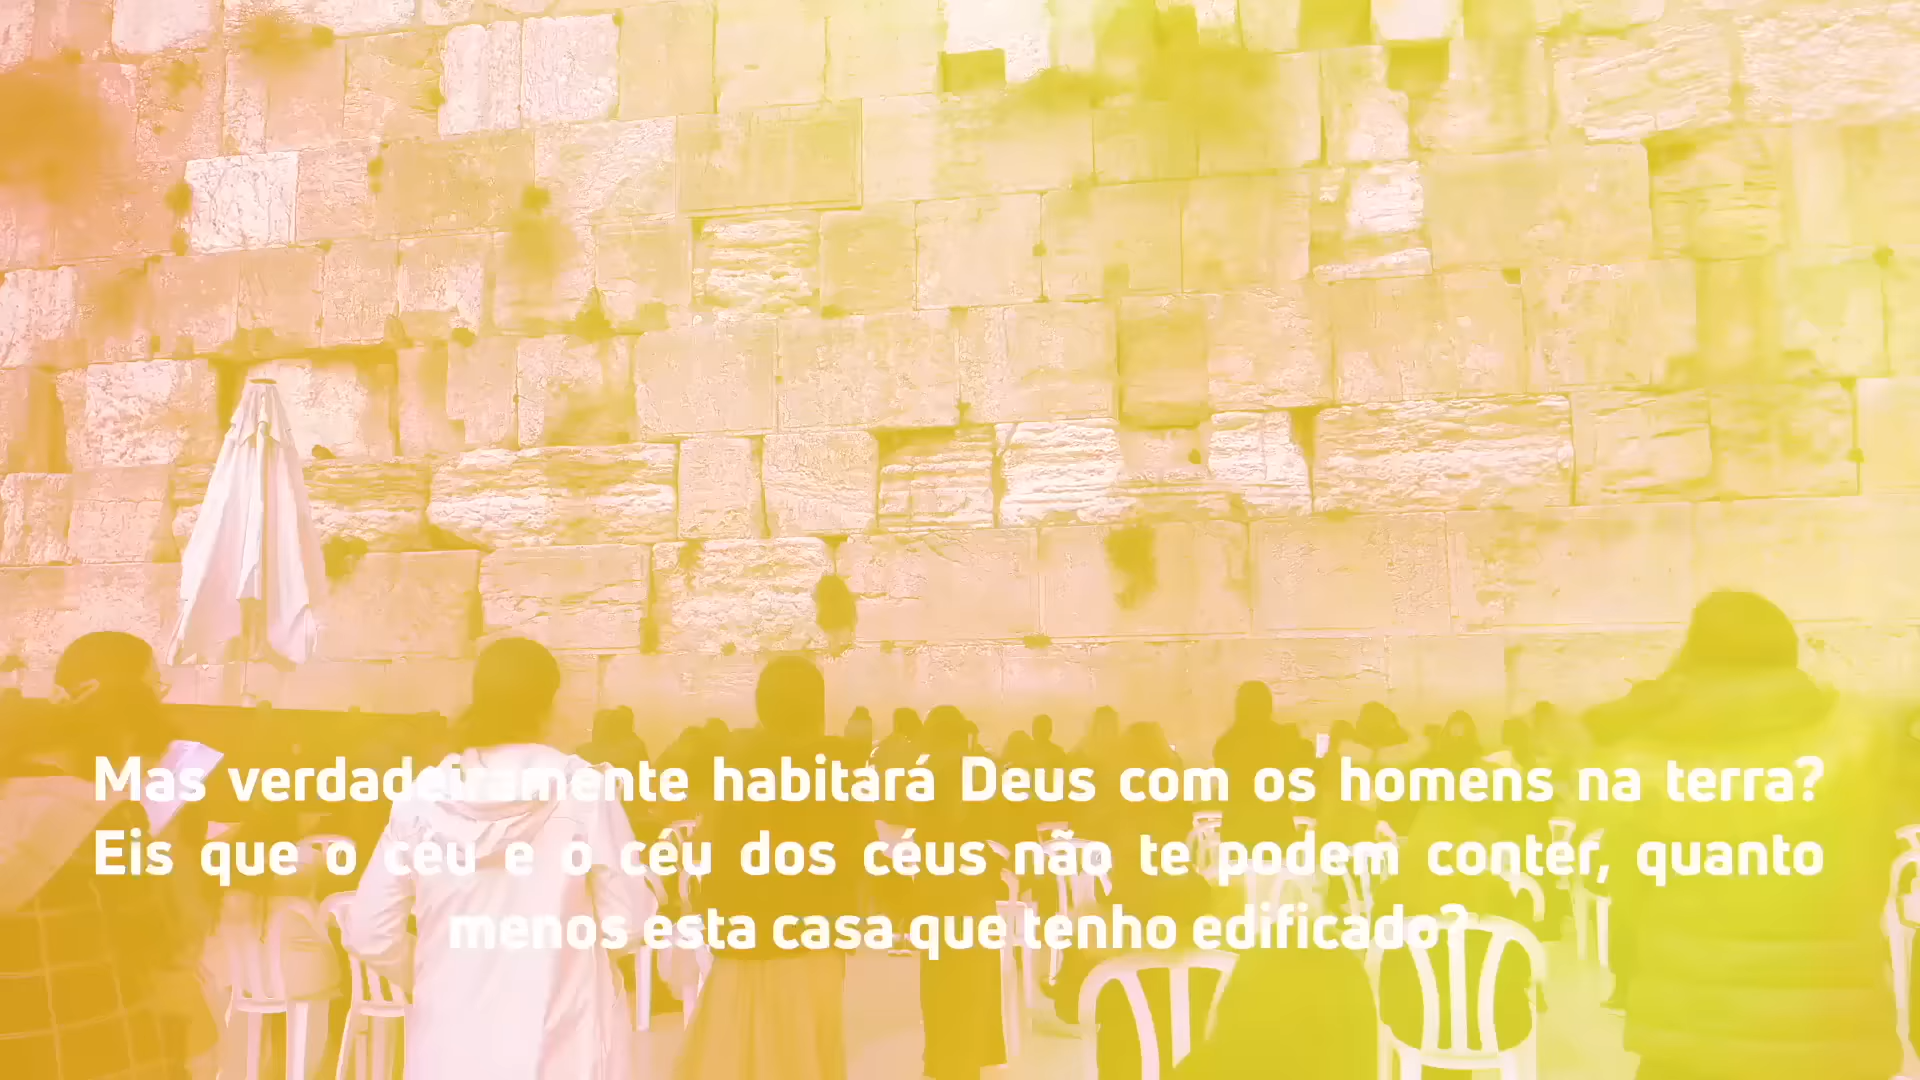 Mas verdadeiramente habitará Deus com os homens na terra?
Eis que o céu e o céu dos céus não te podem conter, quanto
menos esta casa que tenho edificado?